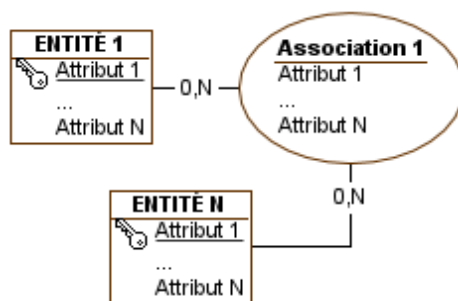 ENTITÉ 1
Attribut 1
...
Attribut N
0,N
Association 1
Attribut 1
...
Attribut N
0,N
ENTITÉ N
Attribut 1
...
Attribut N